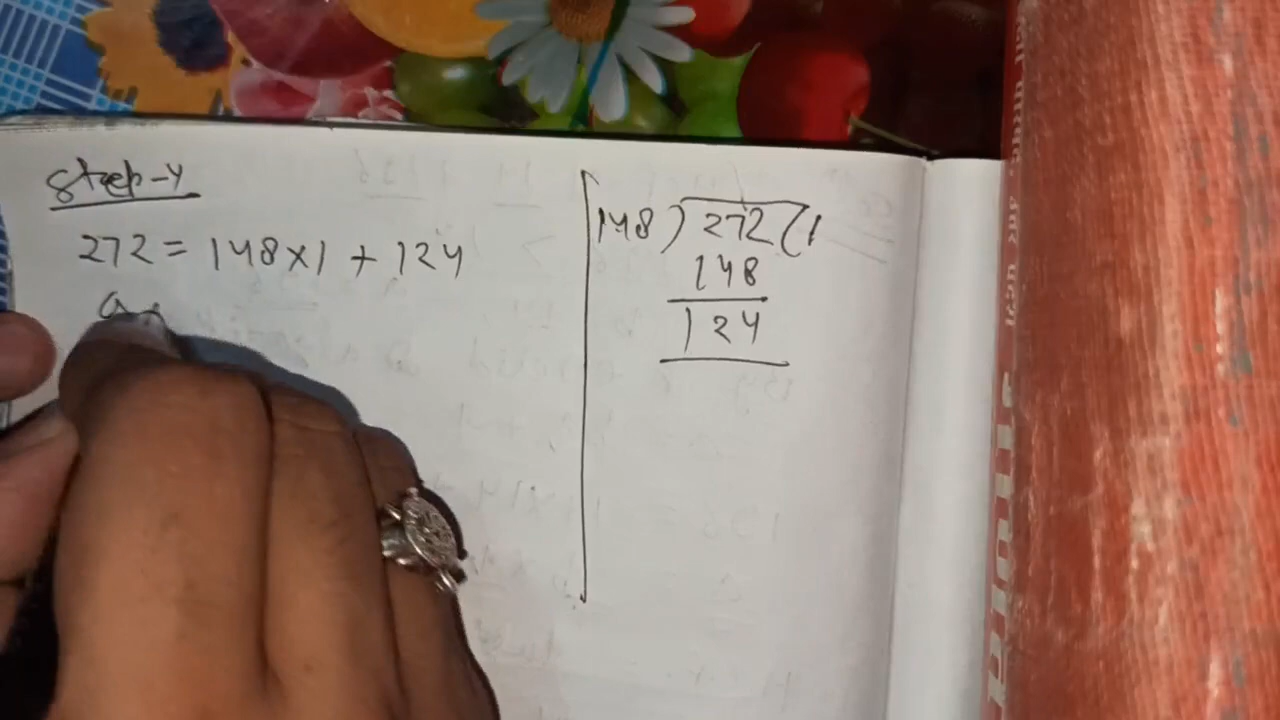 Step-4
272 = 148×1 + 124
148) 272 (1
148
124